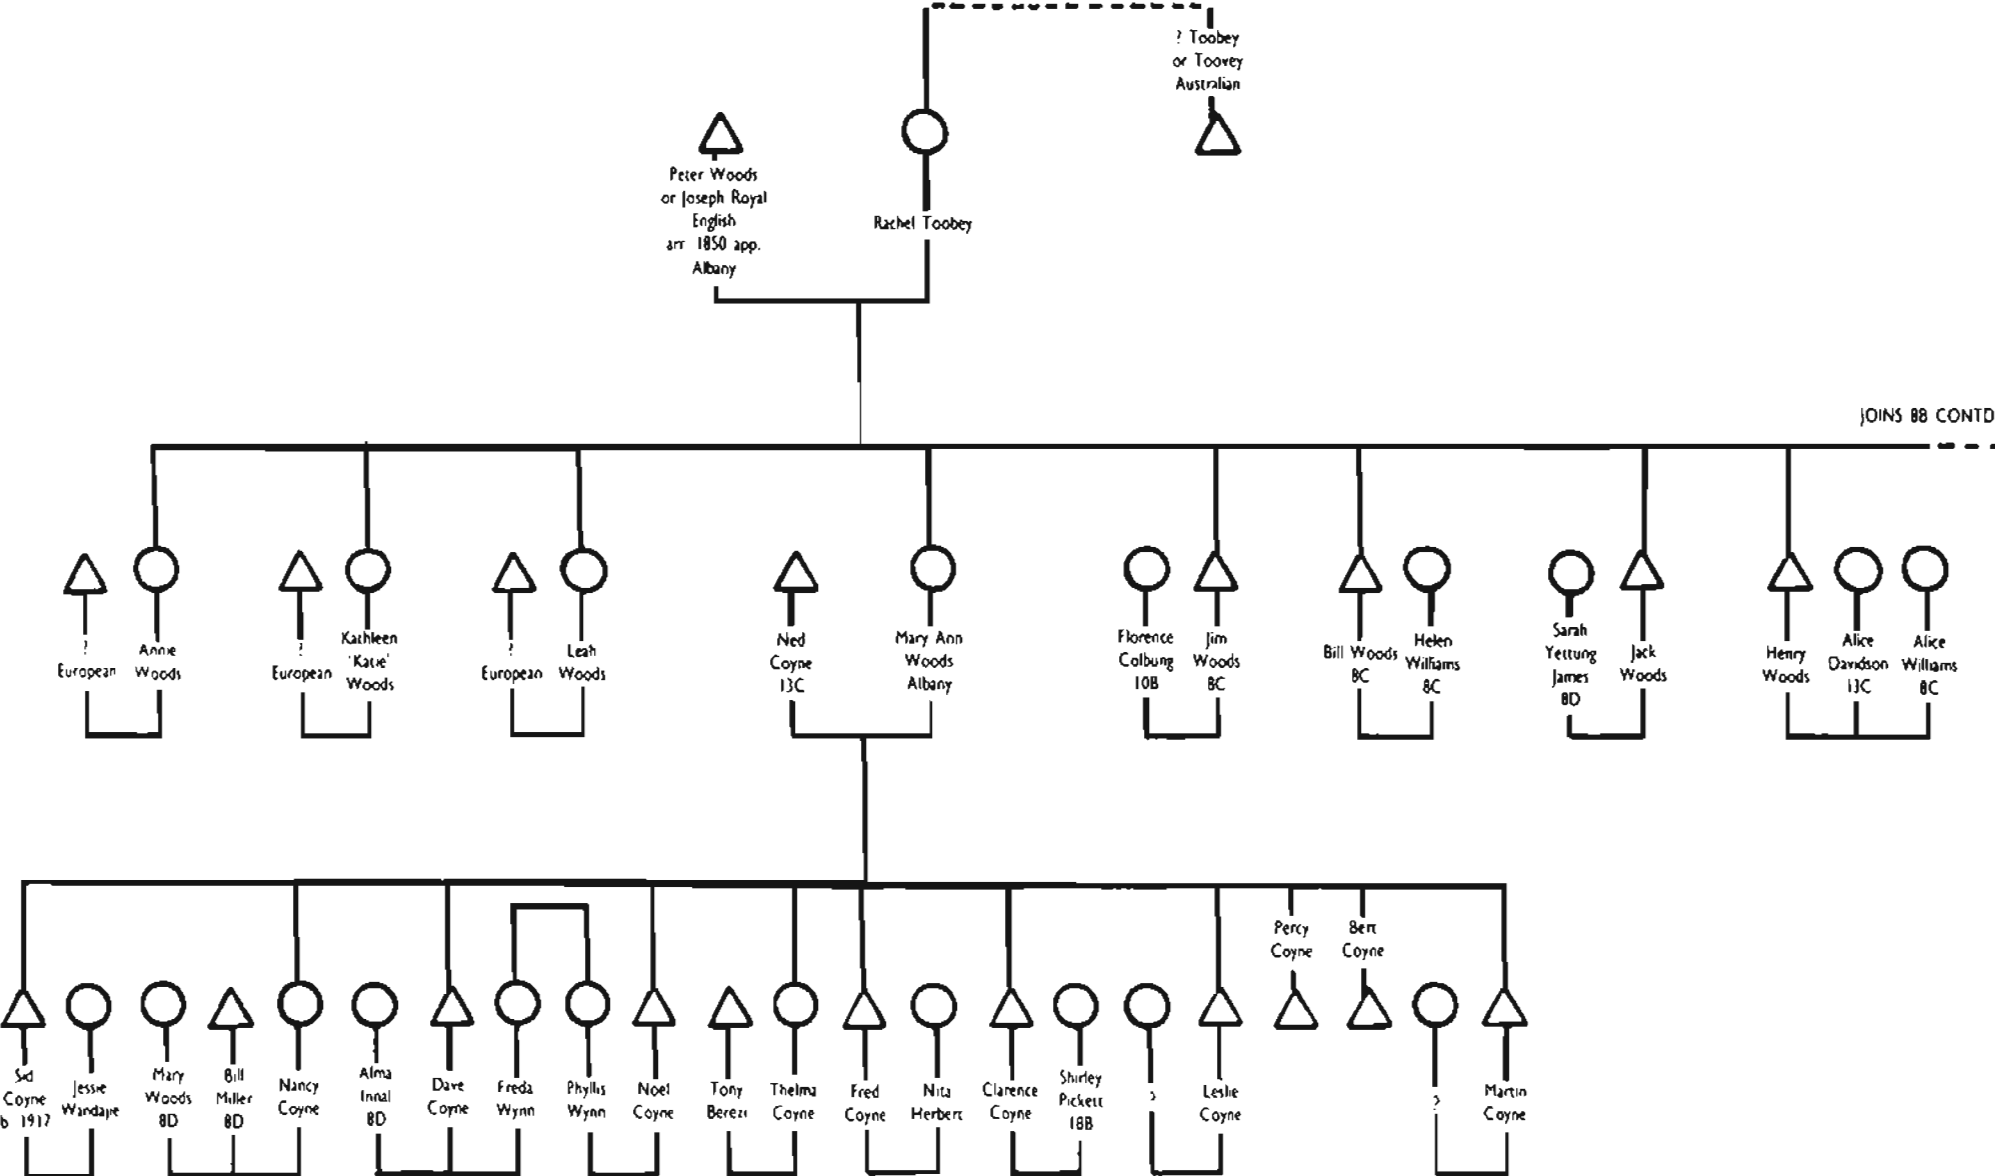 ? Toobey
or Toovey
Australian
Peter Woods
or Joseph Royal
English
arr 1850 app.
Albany
Rachel Toobey
JOINS 8B CONTD
?
European
Annie
Woods
?
European
Kathleen
'Katie'
Woods
?
European
Leah
Woods
Ned
Coyne
13C
Mary Ann
Woods
Albany
Florence
Colbung
10B
Jim
Woods
8C
Bill Woods
8C
Helen
Williams
8C
Sarah
Yettung
James
8D
Jack
Woods
Henry
Woods
Alice
Davidson
13C
Alice
Williams
8C
Percy
Coyne
Bert
Coyne
Sid
Coyne
b 1917
Jessie
Wandajie
Mary
Woods
8D
Bill
Miller
8D
Nancy
Coyne
Alma
Innal
8D
Dave
Coyne
Freda
Wynn
Phyllis
Wynn
Noel
Coyne
Tony
Berezi
Thelma
Coyne
Fred
Coyne
Nita
Herbert
Clarence
Coyne
Shirley
Pickett
18B
?
Leslie
Coyne
?
Martin
Coyne